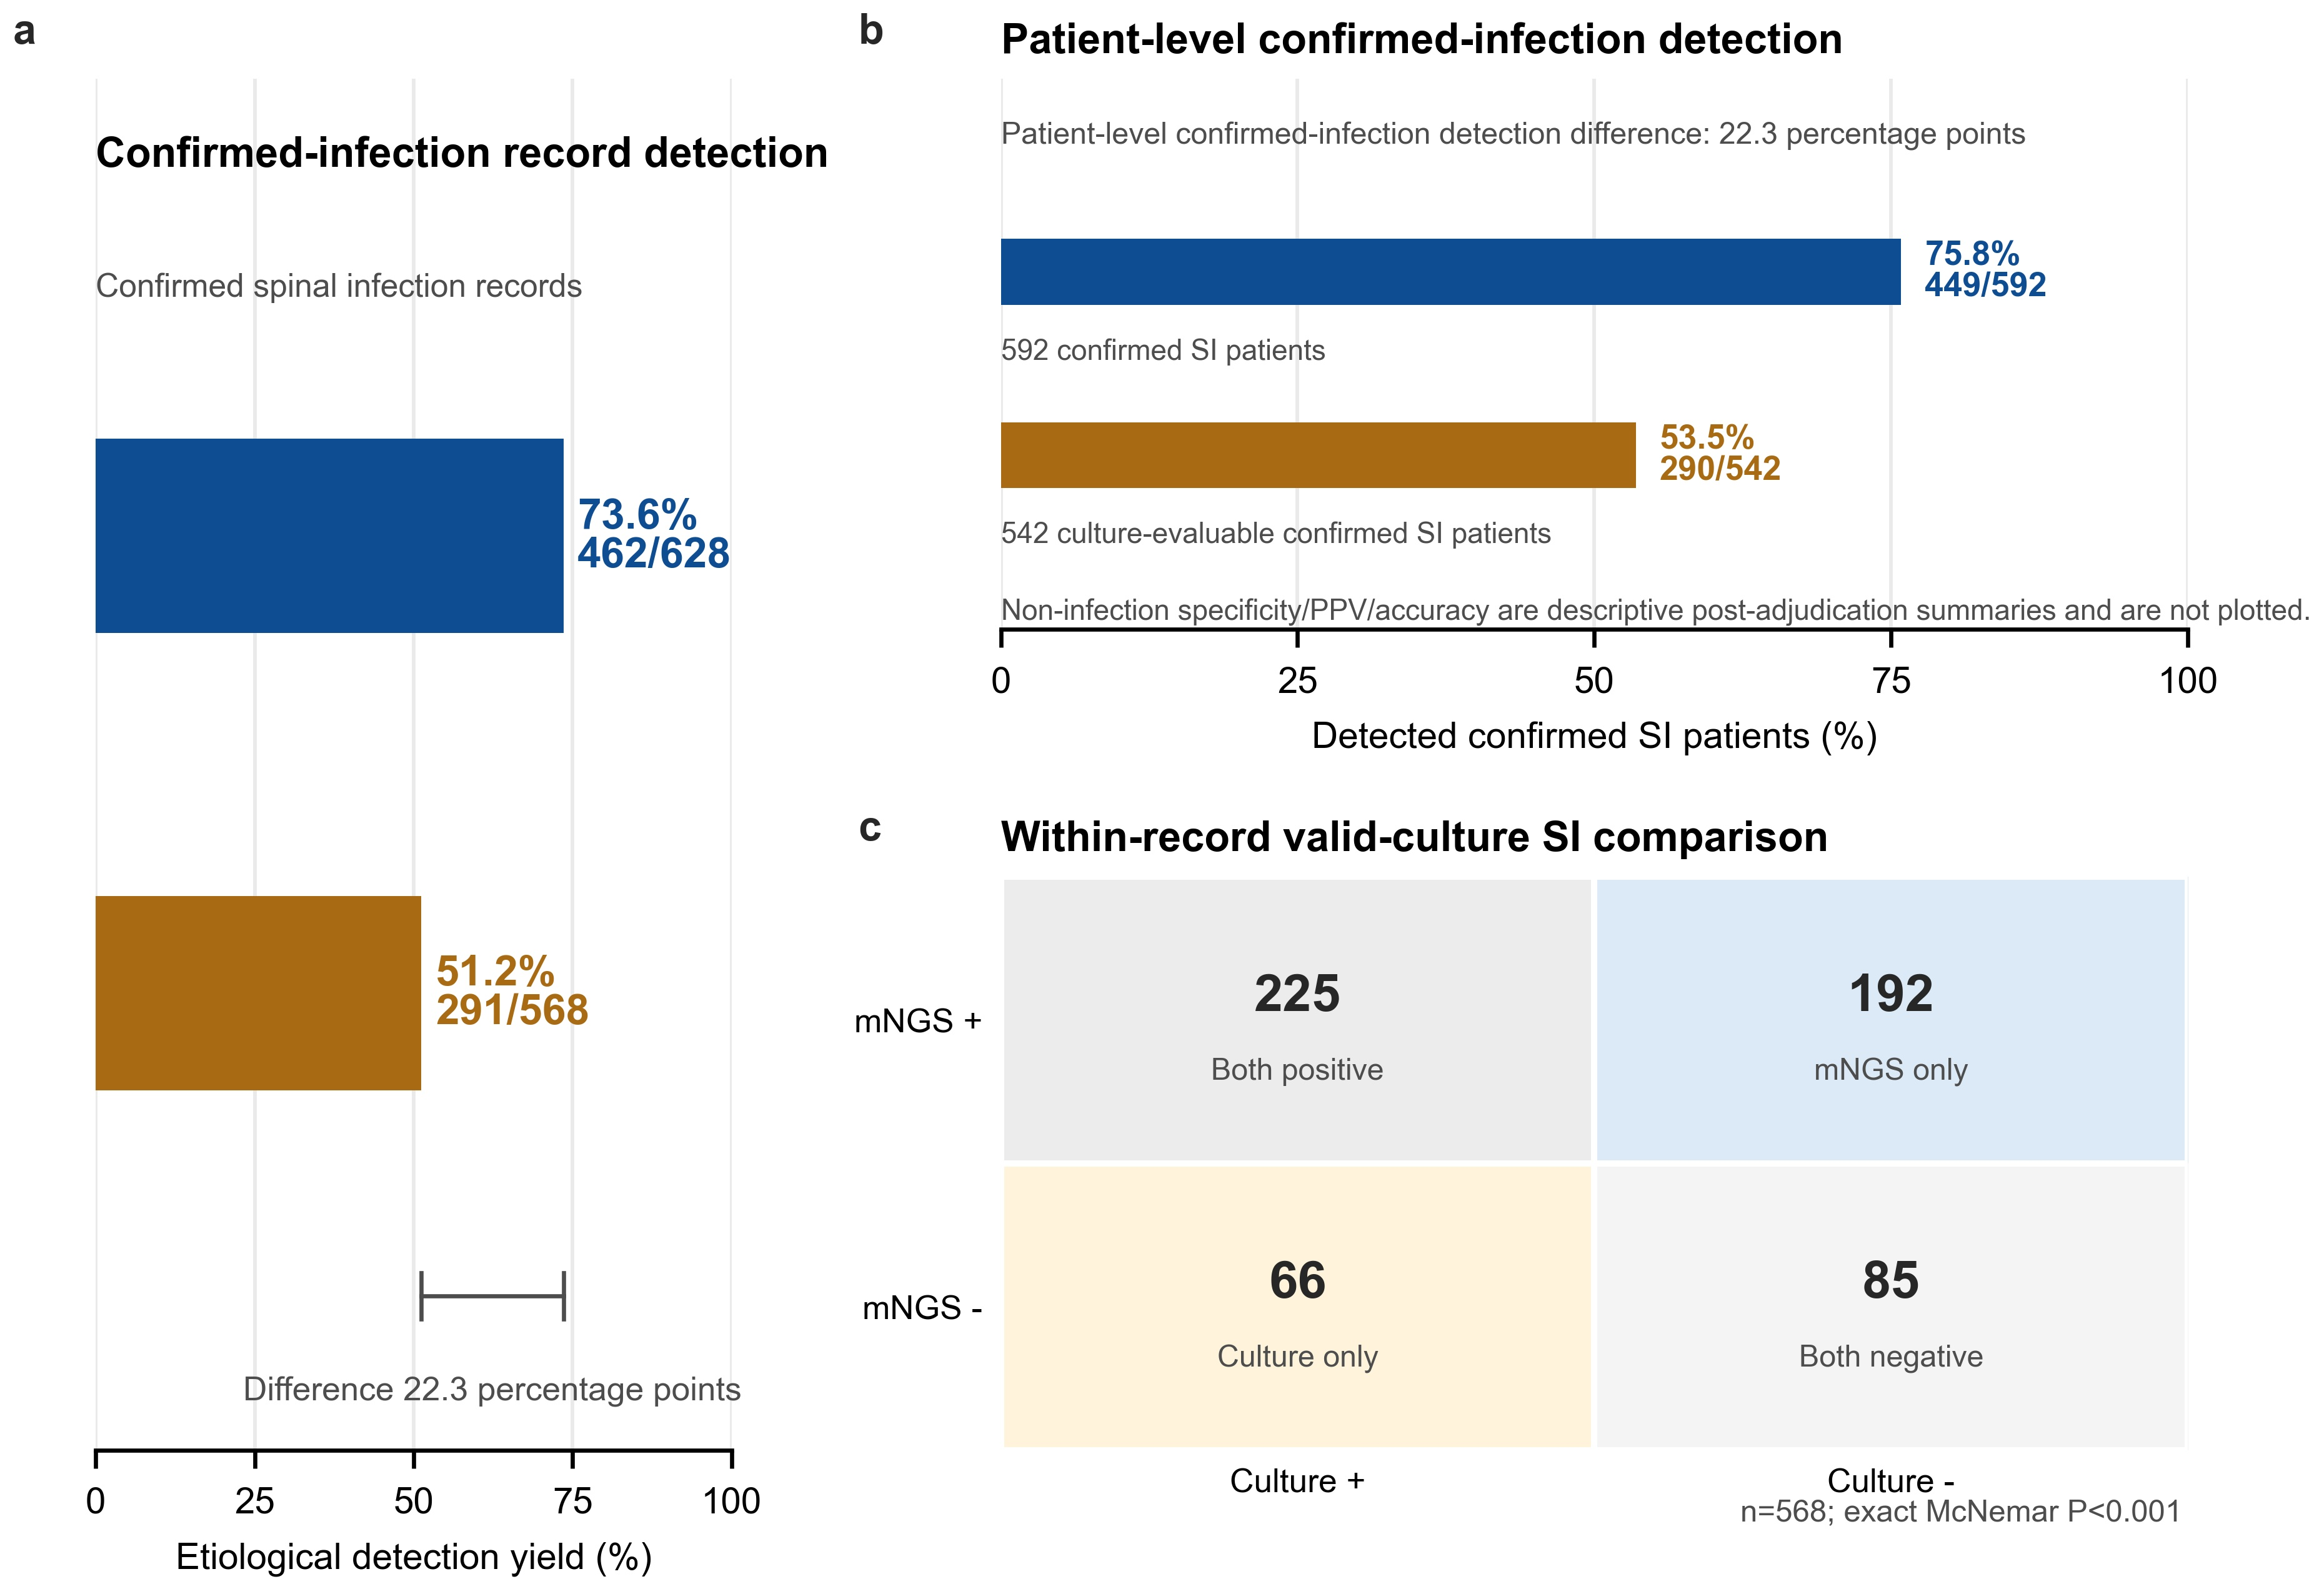 a
Confirmed-infection record detection
Confirmed spinal infection records
73.6%
462/628
51.2%
291/568
Difference 22.3 percentage points
0 25 50 75 100
Etiological detection yield (%)
b
Patient-level confirmed-infection detection
Patient-level confirmed-infection detection difference: 22.3 percentage points
75.8%
449/592
592 confirmed SI patients
53.5%
290/542
542 culture-evaluable confirmed SI patients
Non-infection specificity/PPV/accuracy are descriptive post-adjudication summaries and are not plotted.
0 25 50 75 100
Detected confirmed SI patients (%)
c
Within-record valid-culture SI comparison
mNGS +
225
Both positive
192
mNGS only
mNGS -
66
Culture only
85
Both negative
Culture + Culture -
n=568; exact McNemar P<0.001